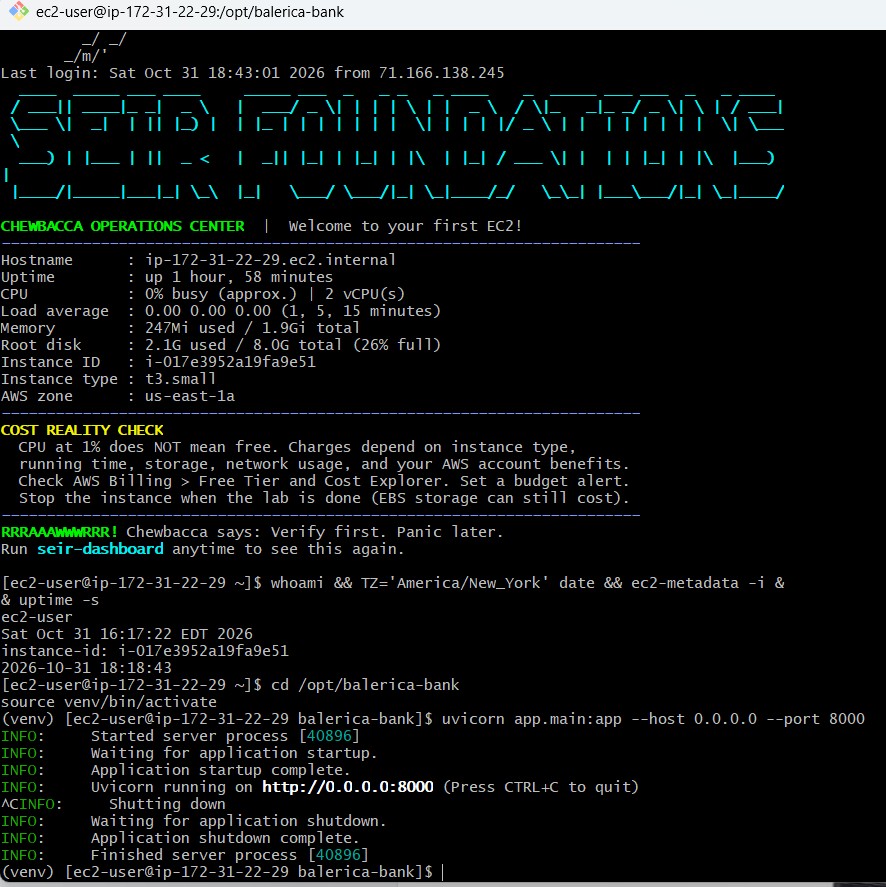 ec2-user@ip-172-31-22-29:/opt/balerica-bank
_/ _/
_/m/'
Last login: Sat Oct 31 18:43:01 2026 from 71.166.138.245
SEIR FOUNDATIONS
CHEWBACCA OPERATIONS CENTER | Welcome to your first EC2!
Hostname : ip-172-31-22-29.ec2.internal
Uptime : up 1 hour, 58 minutes
CPU : 0% busy (approx.) | 2 vCPU(s)
Load average : 0.00 0.00 0.00 (1, 5, 15 minutes)
Memory : 247Mi used / 1.9Gi total
Root disk : 2.1G used / 8.0G total (26% full)
Instance ID : i-017e3952a19fa9e51
Instance type : t3.small
AWS zone : us-east-1a
COST REALITY CHECK
CPU at 1% does NOT mean free. Charges depend on instance type,
running time, storage, network usage, and your AWS account benefits.
Check AWS Billing > Free Tier and Cost Explorer. Set a budget alert.
Stop the instance when the lab is done (EBS storage can still cost).
RRRAAAWWWRRR! Chewbacca says: Verify first. Panic later.
Run seir-dashboard anytime to see this again.
[ec2-user@ip-172-31-22-29 ~]$ whoami && TZ='America/New_York' date && ec2-metadata -i &
& uptime -s
ec2-user
Sat Oct 31 16:17:22 EDT 2026
instance-id: i-017e3952a19fa9e51
2026-10-31 18:18:43
[ec2-user@ip-172-31-22-29 ~]$ cd /opt/balerica-bank
source venv/bin/activate
(venv) [ec2-user@ip-172-31-22-29 balerica-bank]$ uvicorn app.main:app --host 0.0.0.0 --port 8000
INFO: Started server process [40896]
INFO: Waiting for application startup.
INFO: Application startup complete.
INFO: Uvicorn running on http://0.0.0.0:8000 (Press CTRL+C to quit)
^CINFO: Shutting down
INFO: Waiting for application shutdown.
INFO: Application shutdown complete.
INFO: Finished server process [40896]
(venv) [ec2-user@ip-172-31-22-29 balerica-bank]$